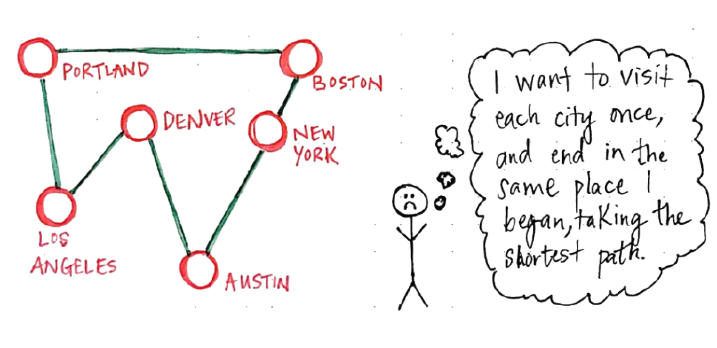 PORTLAND
BOSTON
DENVER
NEW
YORK
LOS
ANGELES
AUSTIN
I want to visit
each city once,
and end in the
same place I
began, taking the
shortest path.